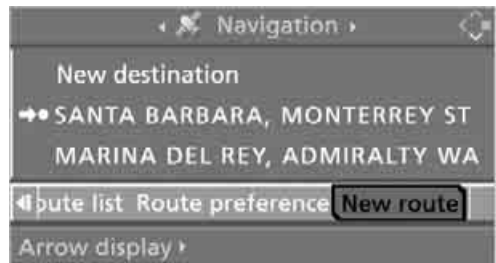 Navigation
New destination
SANTA BARBARA, MONTERREY ST
MARINA DEL REY, ADMIRALTY WA
oute list Route preference New route
Arrow display